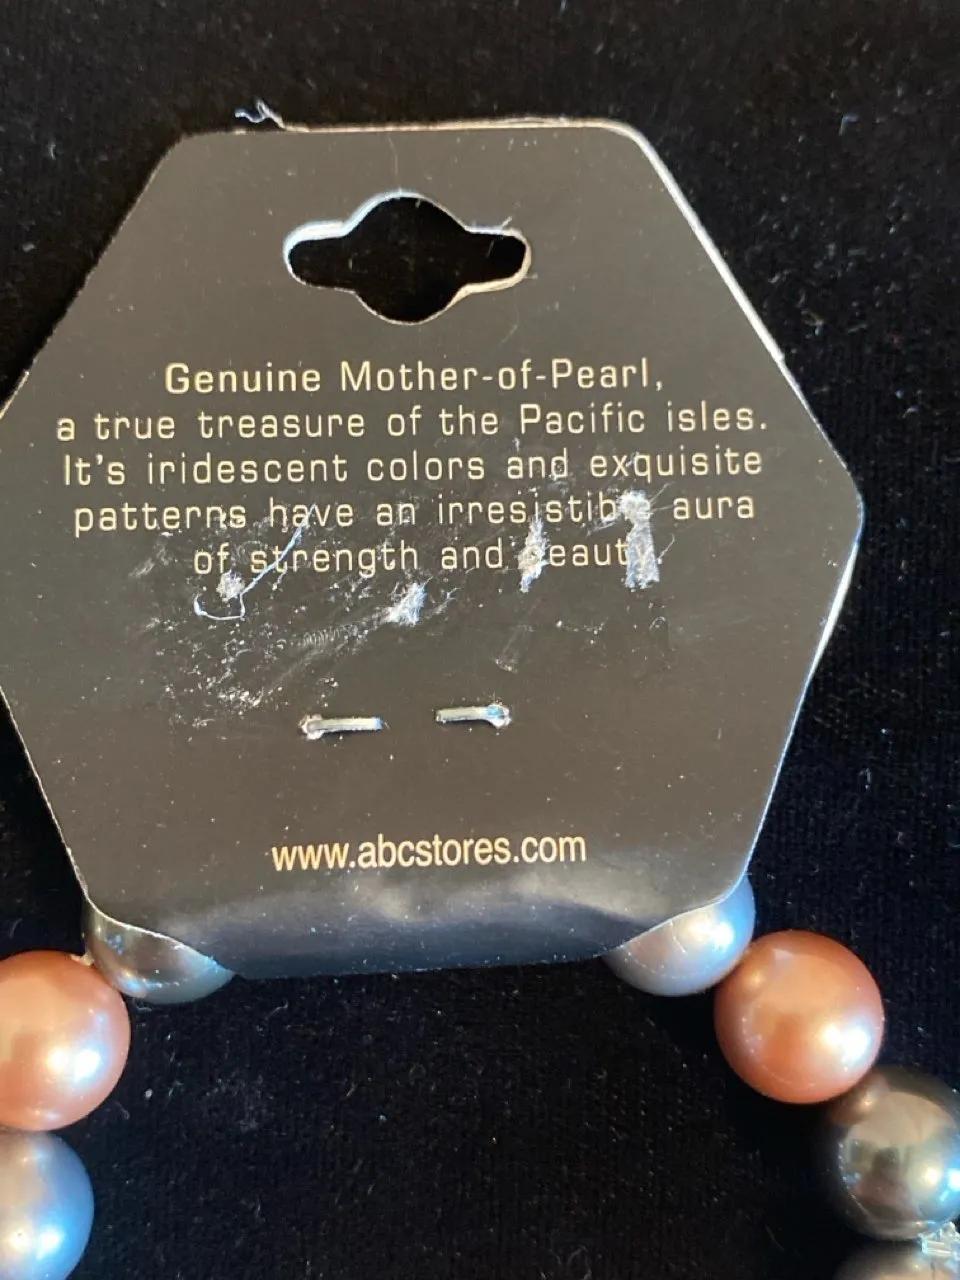 Genuine Mother-of-Pearl,
a true treasure of the Pacific isles.
It's iridescent colors and exquisite
patterns have an irresistible aura
of strength and beauty.
www.abcstores.com